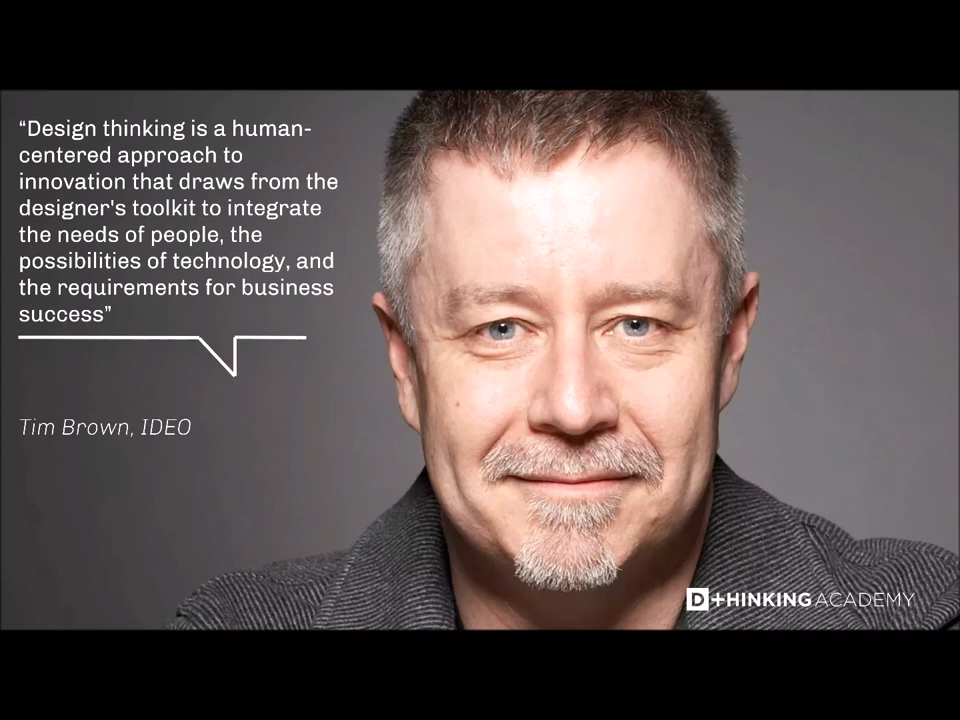 “Design thinking is a human-
centered approach to
innovation that draws from the
designer's toolkit to integrate
the needs of people, the
possibilities of technology, and
the requirements for business
success”
Tim Brown, IDEO
D +HINKING ACADEMY